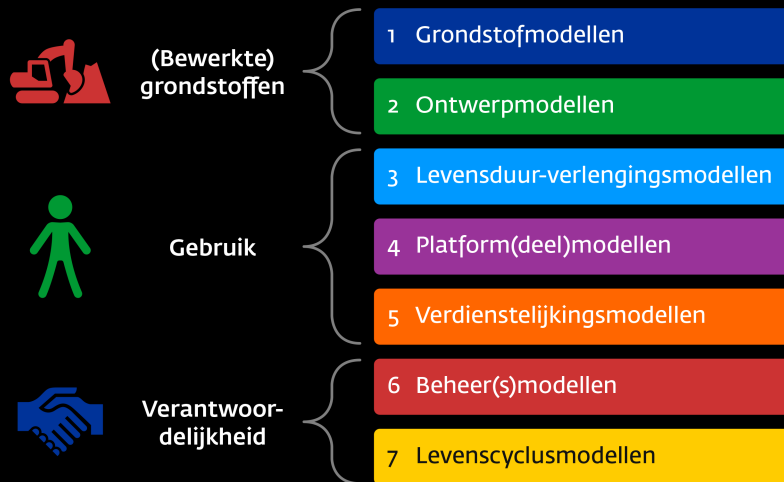 (Bewerkte)
grondstoffen
1 Grondstofmodellen
2 Ontwerpmodellen
Gebruik
3 Levensduur-verlengingsmodellen
4 Platform(deel)modellen
5 Verdienstelijkingsmodellen
Verantwoor-
delijkheid
6 Beheer(s)modellen
7 Levenscyclusmodellen